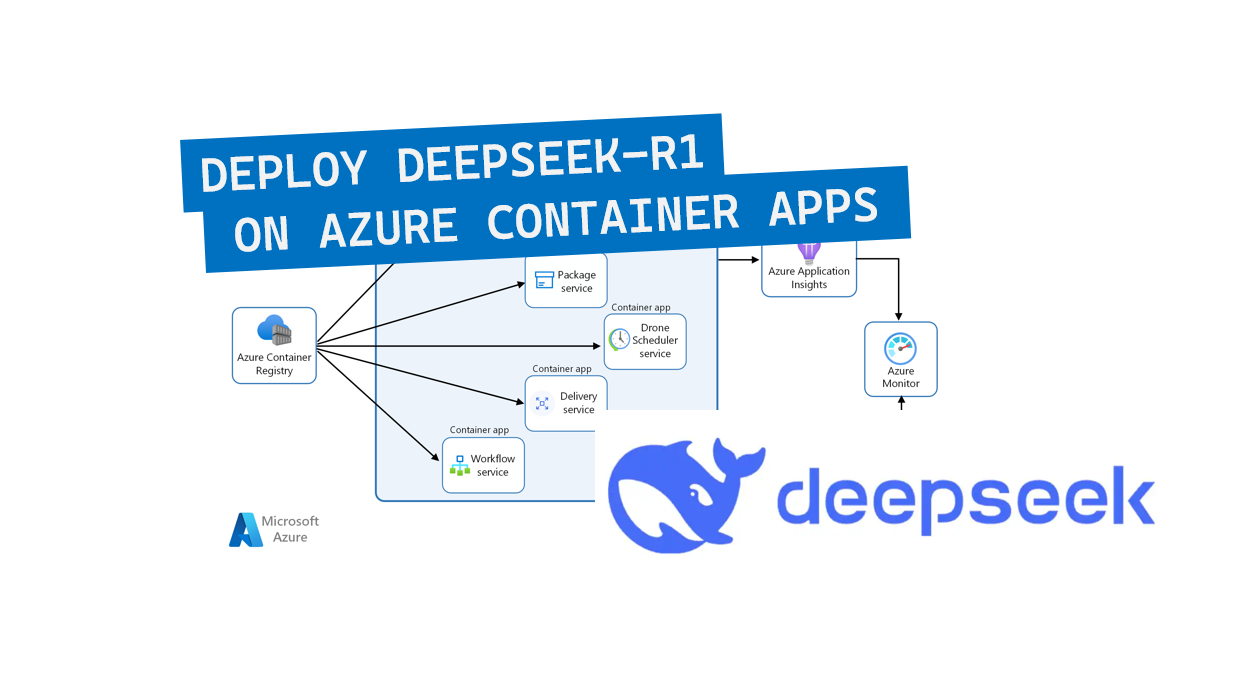 DEPLOY DEEPSEEK-R1
ON AZURE CONTAINER APPS
Package
service
Azure Application
Insights
Container app
Drone
Scheduler
service
Azure Container
Registry
Azure
Monitor
Container app
Delivery
service
Container app
Workflow
service
Microsoft
Azure
deepseek